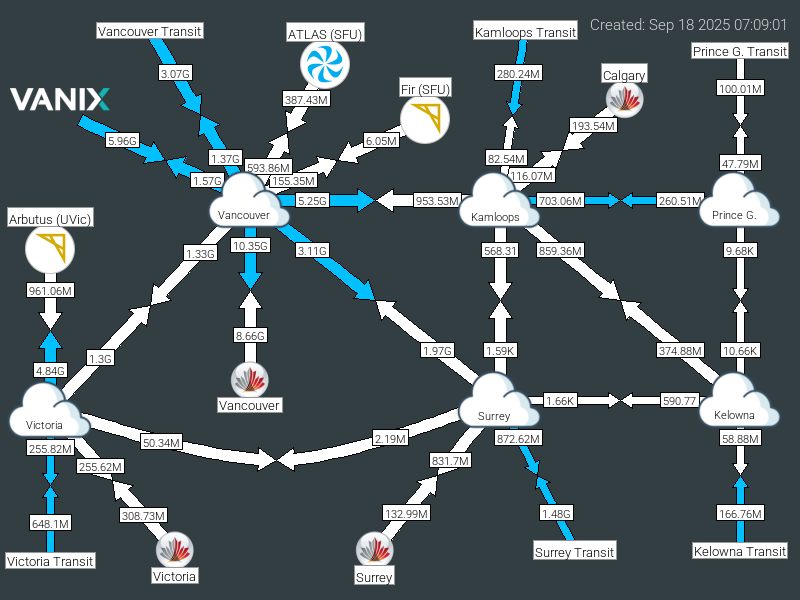 Created: Sep 18 2025 07:09:01
Vancouver Transit
ATLAS (SFU)
Kamloops Transit
Prince G. Transit
3.07G
280.24M
Calgary
100.01M
VANIX
387.43M
Fir (SFU)
193.54M
5.96G
6.05M
1.37G
593.86M
82.54M
47.79M
1.57G
155.35M
116.07M
5.25G
953.53M
703.06M
260.51M
Vancouver
Kamloops
Prince G.
Arbutus (UVic)
1.33G
10.35G
3.11G
568.31
859.36M
9.68K
961.06M
8.66G
1.3G
1.97G
1.59K
374.88M
10.66K
4.84G
Vancouver
1.66K
590.77
Victoria
Surrey
Kelowna
50.34M
2.19M
872.62M
58.88M
255.82M
255.62M
831.7M
308.73M
132.99M
1.48G
166.76M
648.1M
Victoria Transit
Victoria
Surrey
Surrey Transit
Kelowna Transit